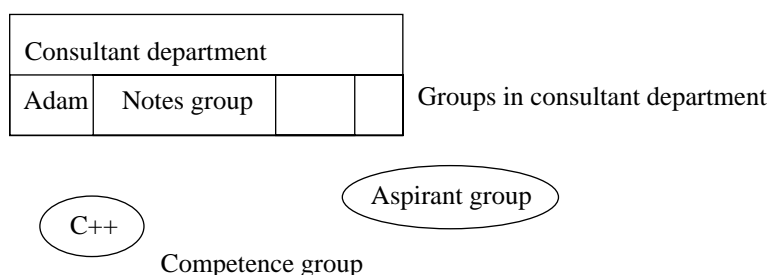 Consultant department
Adam Notes group
Groups in consultant department
Aspirant group
C++
Competence group